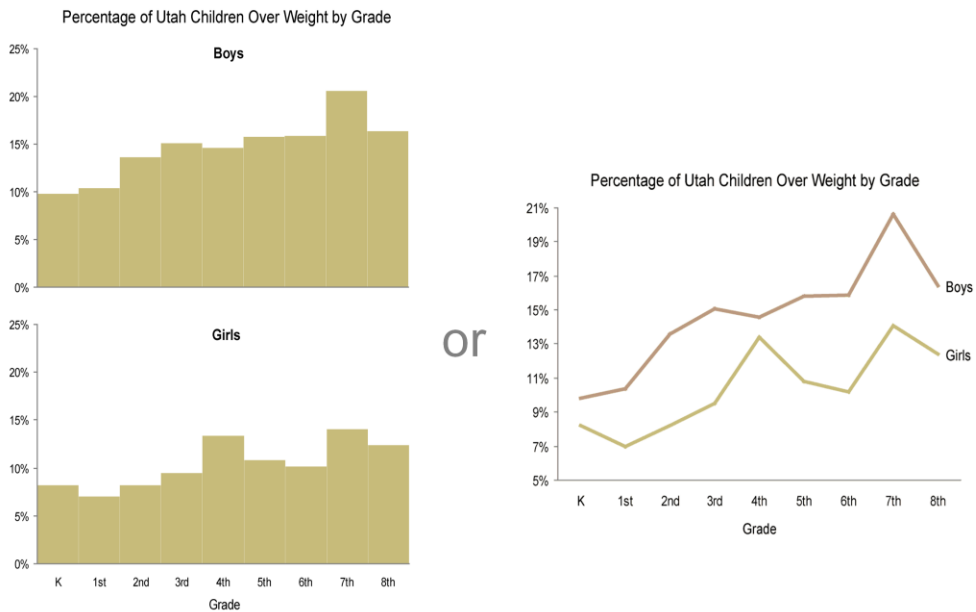 Percentage of Utah Children Over Weight by Grade
Boys
25%
20%
15%
10%
5%
0%
Girls
25%
20%
15%
10%
5%
0%
K 1st 2nd 3rd 4th 5th 6th 7th 8th
Grade
or
Percentage of Utah Children Over Weight by Grade
21%
19%
17%
15%
13%
11%
9%
7%
5%
Boys
Girls
K 1st 2nd 3rd 4th 5th 6th 7th 8th
Grade